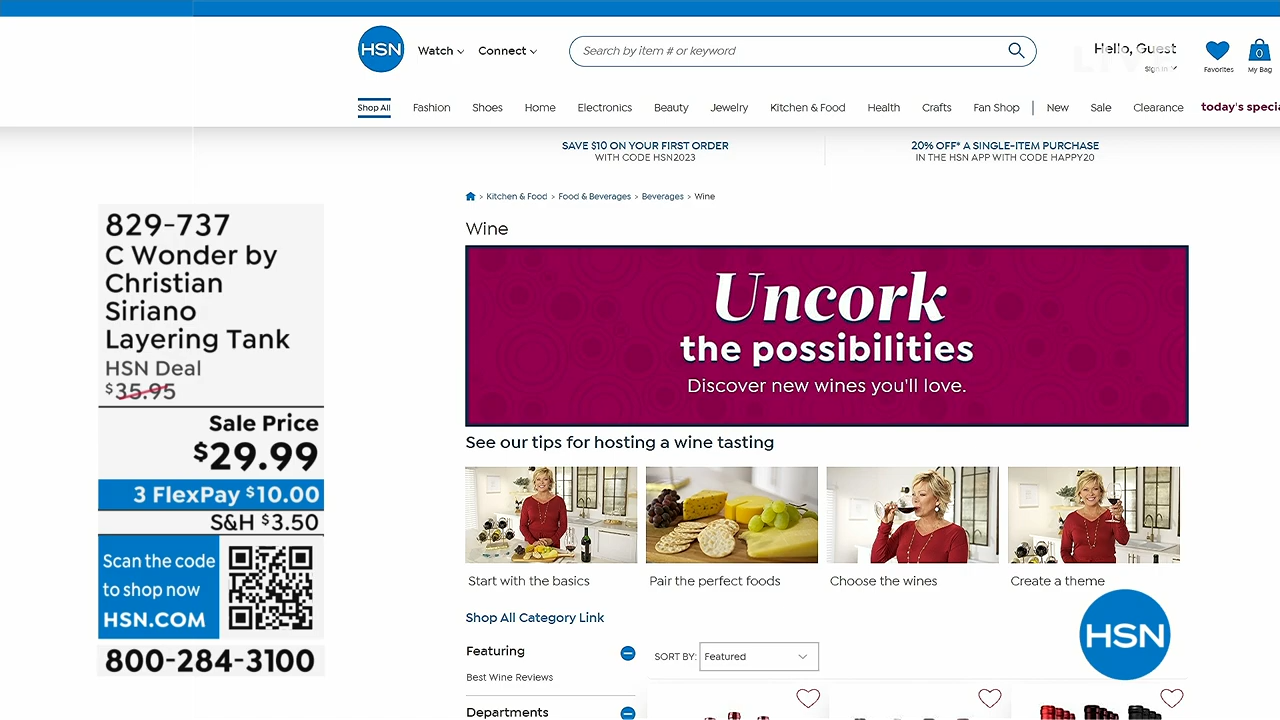 HSN
Watch
Connect
Search by item # or keyword
Hello, Guest
Sign in
LIVE
Favorites
0
My Bag
Shop All
Fashion
Shoes
Home
Electronics
Beauty
Jewelry
Kitchen & Food
Health
Crafts
Fan Shop
New
Sale
Clearance
today's specia
SAVE $10 ON YOUR FIRST ORDER
WITH CODE HSN2023
20% OFF* A SINGLE-ITEM PURCHASE
IN THE HSN APP WITH CODE HAPPY20
> Kitchen & Food > Food & Beverages > Beverages > Wine
Wine
Uncork
the possibilities
Discover new wines you'll love.
See our tips for hosting a wine tasting
Start with the basics
Pair the perfect foods
Choose the wines
Create a theme
Shop All Category Link
Featuring
Best Wine Reviews
Departments
SORT BY: Featured
HSN
829-737
C Wonder by
Christian
Siriano
Layering Tank
HSN Deal
$35.95
Sale Price
$29.99
3 FlexPay $10.00
S&H $3.50
Scan the code
to shop now
HSN.COM
800-284-3100